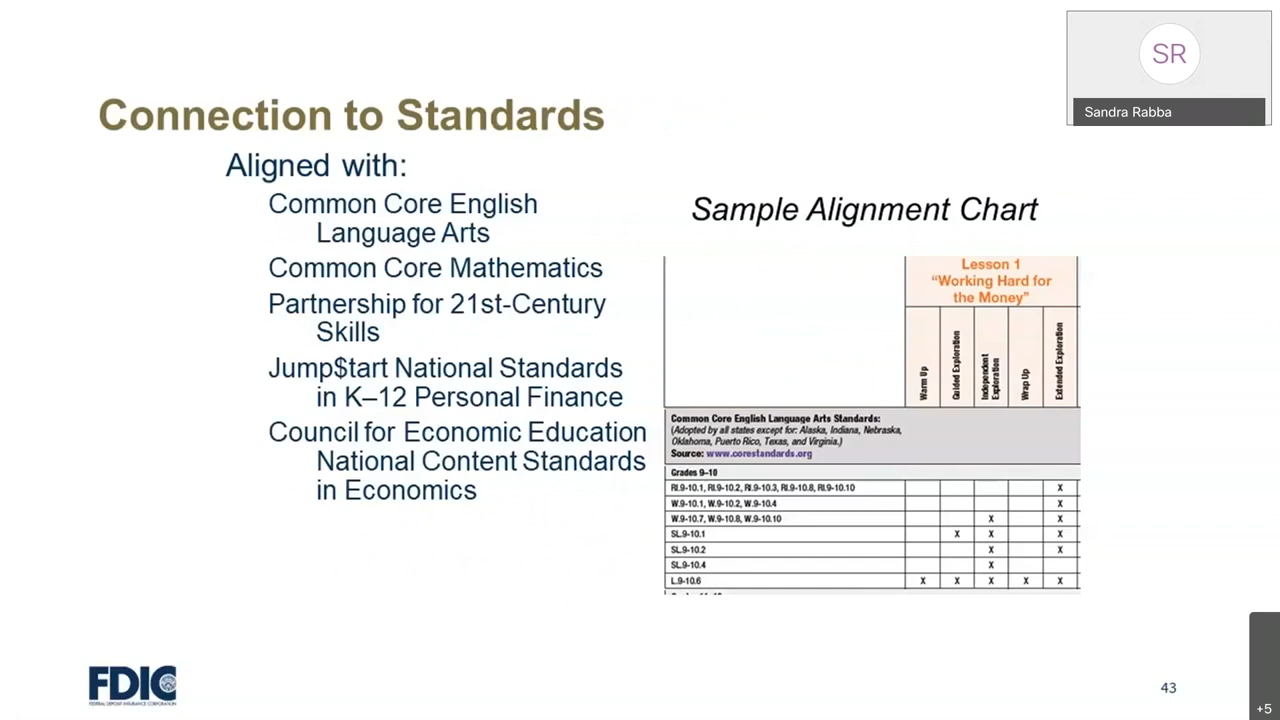 SR
Sandra Rabba
Connection to Standards
Aligned with:
Common Core English
Language Arts
Common Core Mathematics
Partnership for 21st-Century
Skills
Jump$tart National Standards
in K–12 Personal Finance
Council for Economic Education
National Content Standards
in Economics
Sample Alignment Chart
Lesson 1
“Working Hard for
the Money”
Warm Up
Guided Exploration
Independent
Exploration
Wrap Up
Extended Exploration
Common Core English Language Arts Standards:
(Adopted by all states except for: Alaska, Indiana, Nebraska,
Oklahoma, Puerto Rico, Texas, and Virginia.)
Source: www.corestandards.org
Grades 9–10
RI.9-10.1, RI.9-10.2, RI.9-10.3, RI.9-10.8, RI.9-10.10 X
W.9-10.1, W.9-10.2, W.9-10.4 X
W.9-10.7, W.9-10.8, W.9-10.10 X X
SL.9-10.1 X X X
SL.9-10.2 X X
SL.9-10.4 X
L.9-10.6 X X X X X
FDIC
FEDERAL DEPOSIT INSURANCE CORPORATION
43
+5